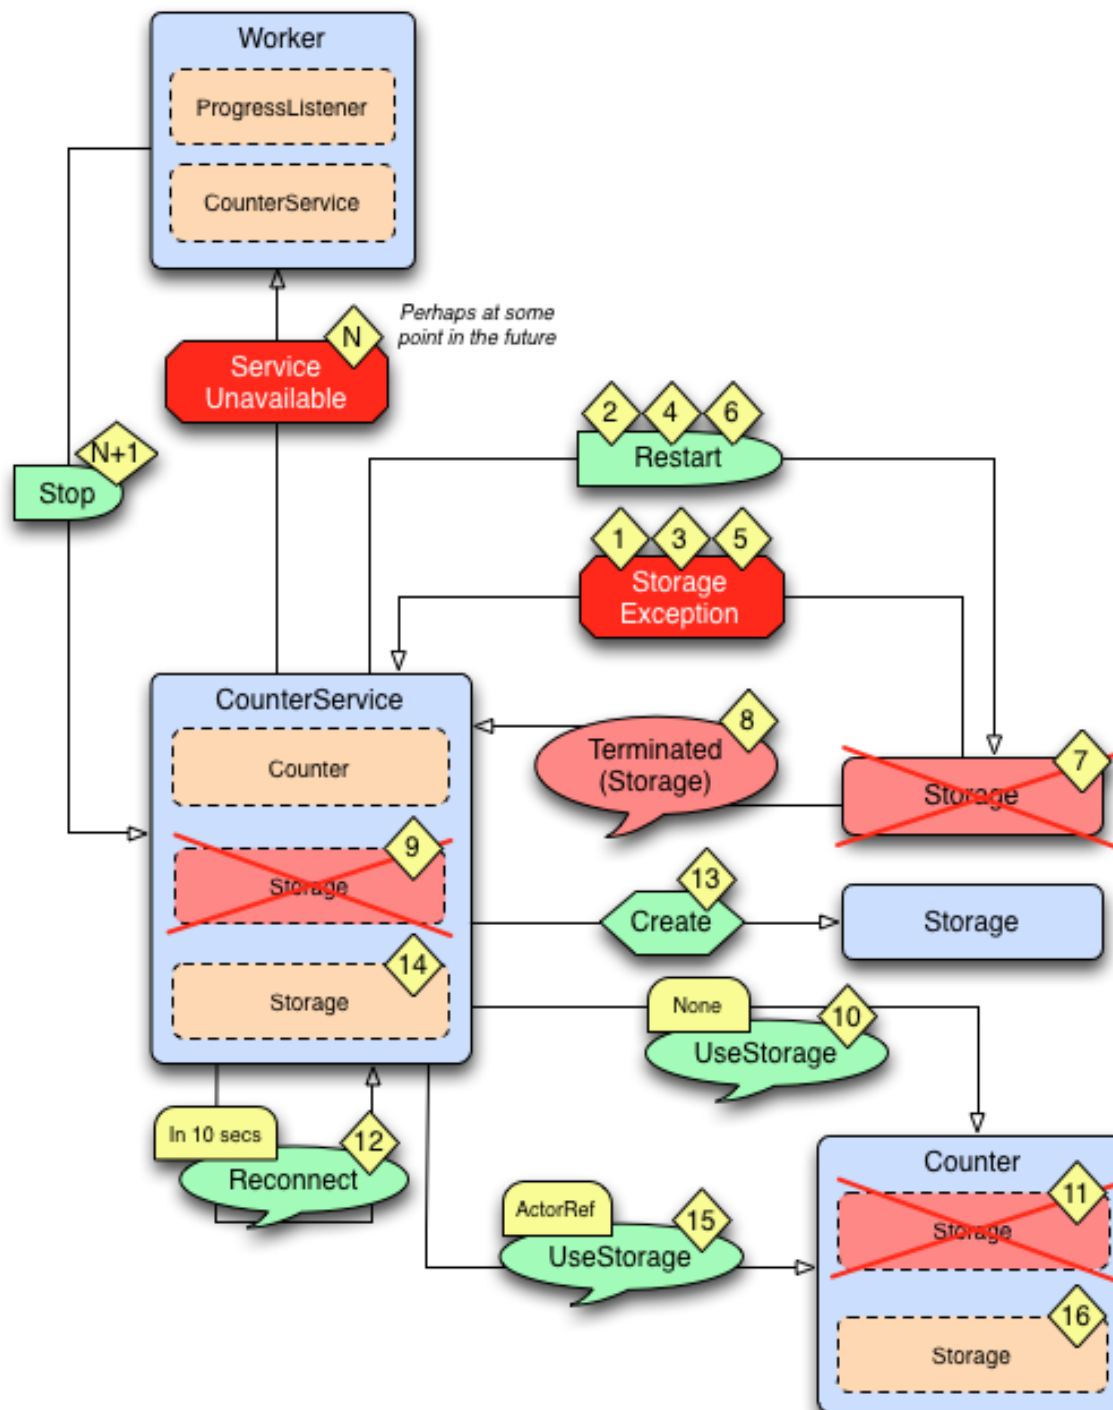 Worker
ProgressListener
CounterService
N
Perhaps at some
point in the future
Service
Unavailable
N+1
Stop
2
4
6
Restart
1
3
5
Storage
Exception
CounterService
Counter
9
Storage
14
Storage
8
Terminated
(Storage)
7
Storage
13
Create
Storage
None
10
UseStorage
In 10 secs
12
Reconnect
ActorRef
15
UseStorage
Counter
11
Storage
16
Storage